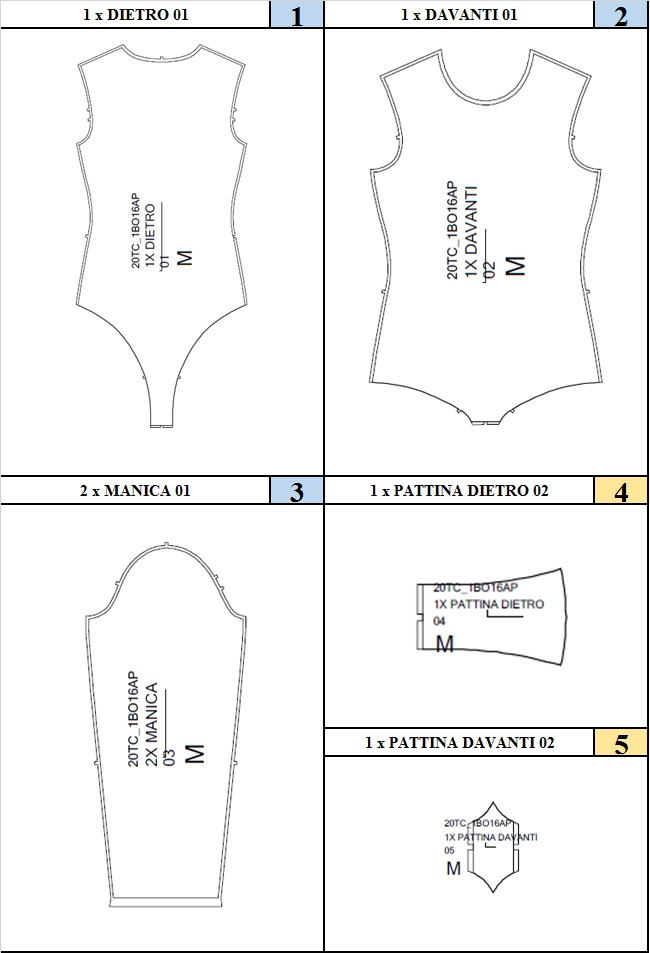 1 x DIETRO 01
1
20TC_1BO16AP
1X DIETRO
01
M
1 x DAVANTI 01
2
20TC_1BO16AP
1X DAVANTI
02
M
2 x MANICA 01
3
20TC_1BO16AP
2X MANICA
03
M
1 x PATTINA DIETRO 02
4
20TC_1BO16AP
1X PATTINA DIETRO
04
M
1 x PATTINA DAVANTI 02
5
20TC_1BO16AP
1X PATTINA DAVANTI
05
M